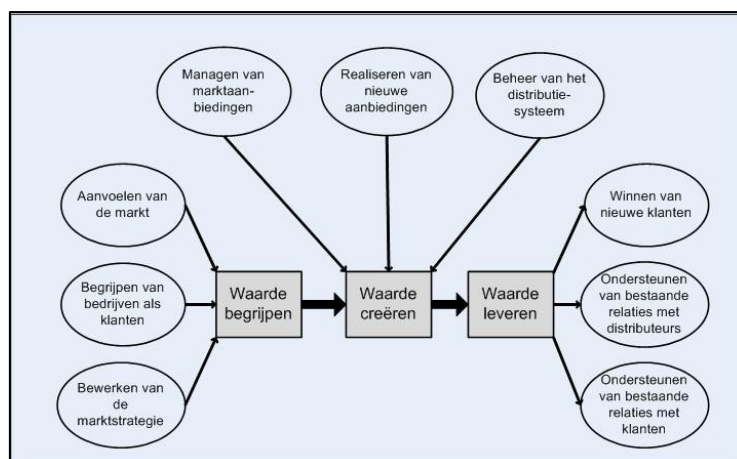 Managen van
marktaan-
biedingen
Realiseren van
nieuwe
aanbiedingen
Beheer van het
distributie-
systeem
Aanvoelen van
de markt
Begrijpen van
bedrijven als
klanten
Bewerken van
de
marktstrategie
Waarde
begrijpen
Waarde
creëren
Waarde
leveren
Winnen van
nieuwe klanten
Ondersteunen
van bestaande
relaties met
distributeurs
Ondersteunen
van bestaande
relaties met
klanten